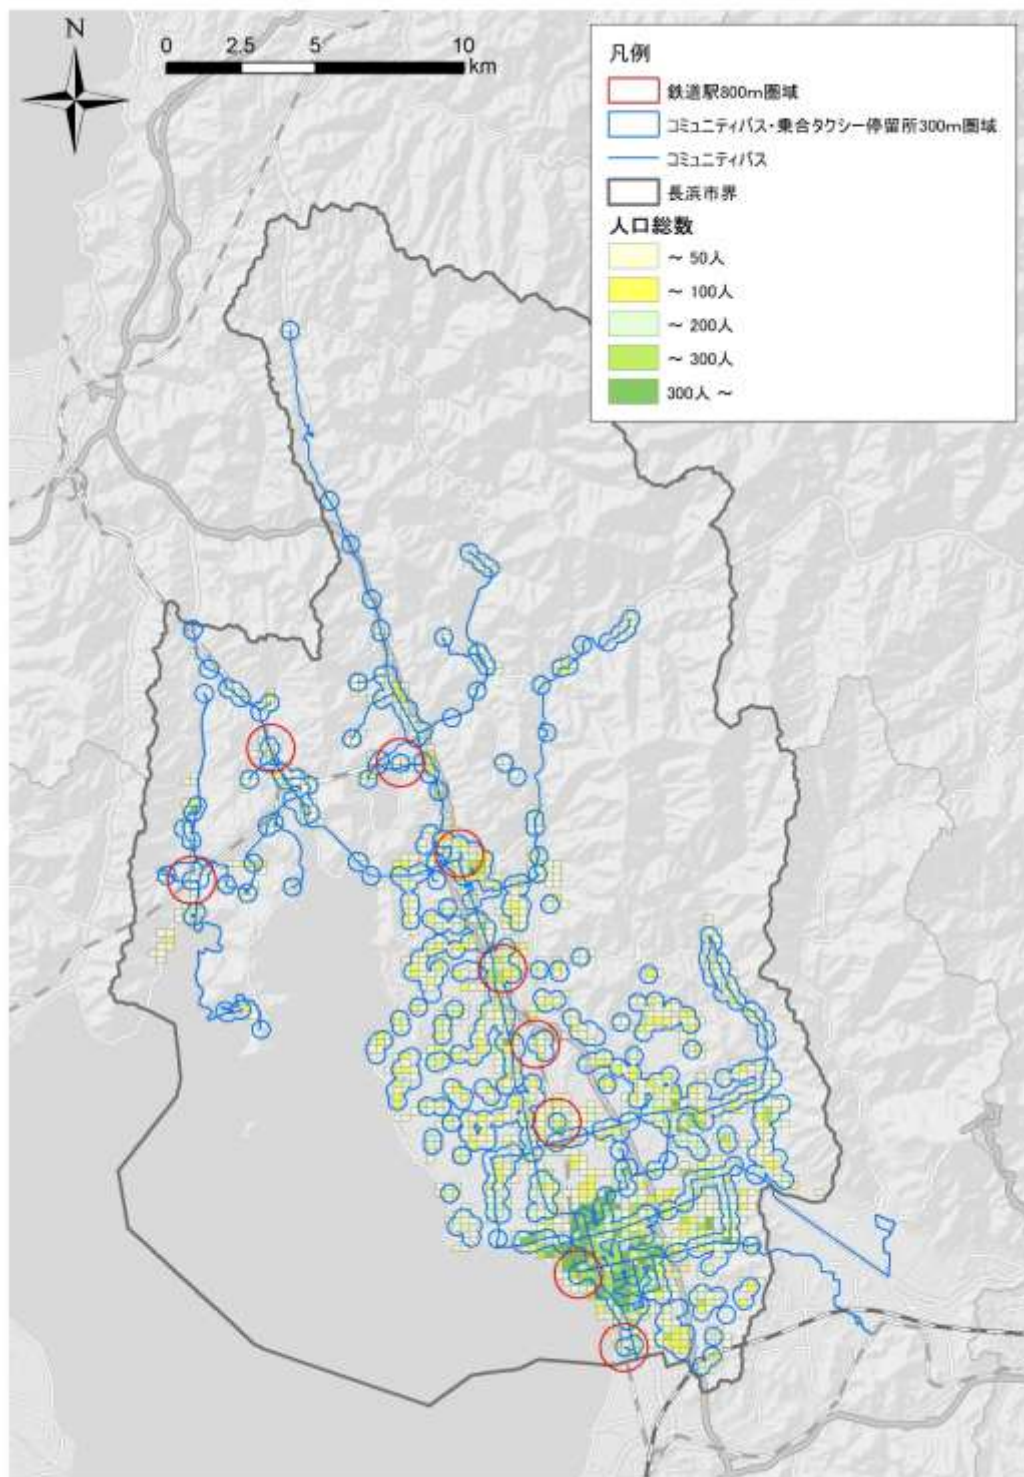 N
0 2.5 5 10
km
凡例
鉄道駅800m圏域
コミュニティバス・乗合タクシー停留所300m圏域
コミュニティバス
長浜市界
人口総数
～ 50人
～ 100人
～ 200人
～ 300人
300人 ～